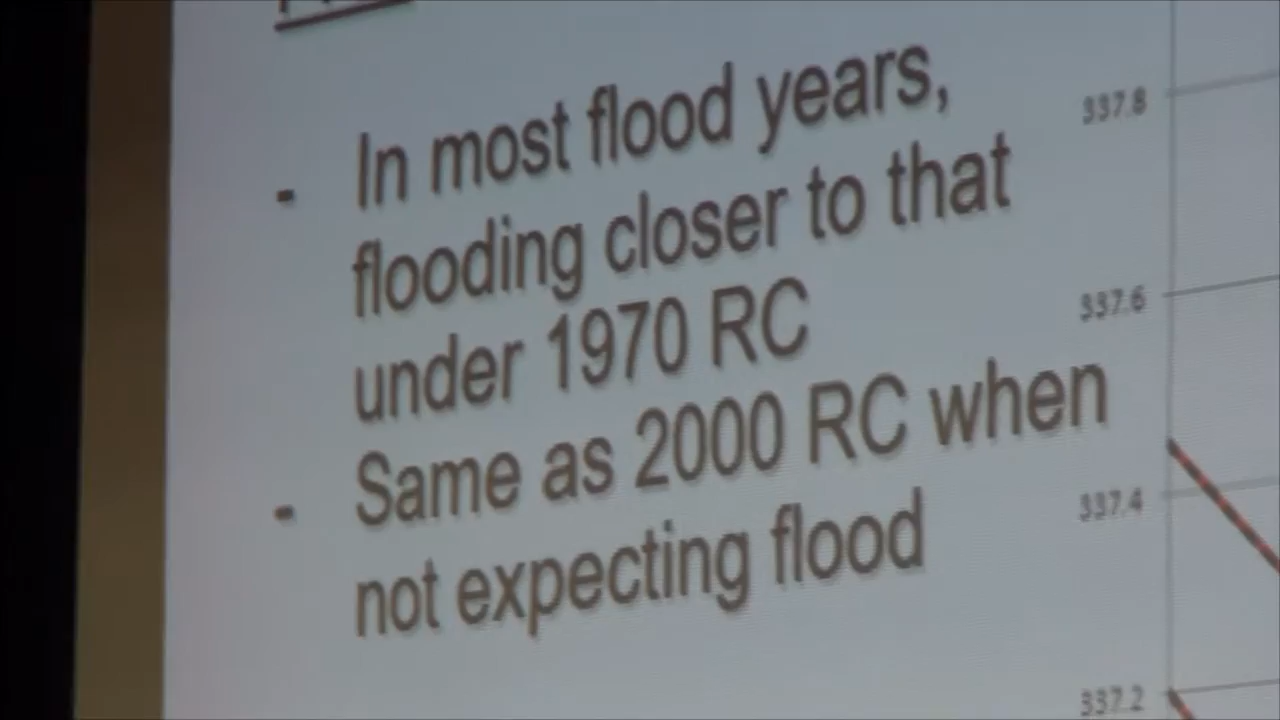 - In most flood years,
flooding closer to that
under 1970 RC
- Same as 2000 RC when
not expecting flood
337.8
337.6
337.4
337.2